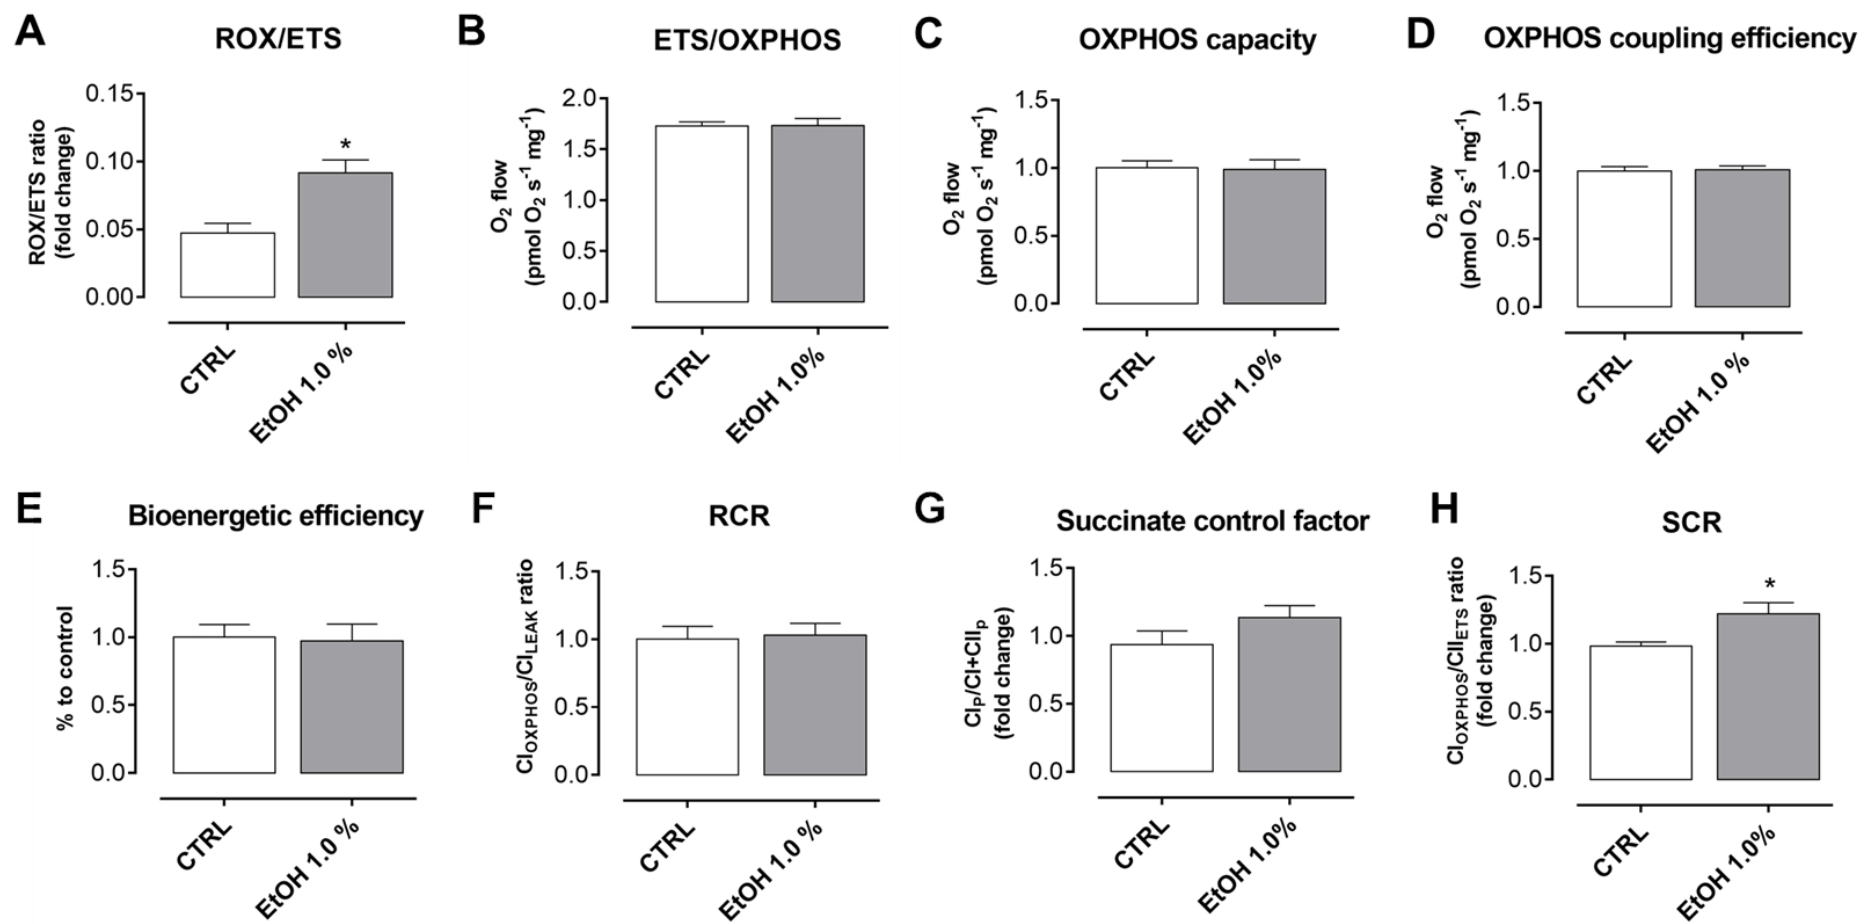 A
ROX/ETS
ROX/ETS ratio
(fold change)
0.15
0.10
0.05
0.00
*
CTRL
EtOH 1.0 %
B
ETS/OXPHOS
O2 flow
(pmol O2 s-1 mg-1)
2.0
1.5
1.0
0.5
0.0
CTRL
EtOH 1.0%
C
OXPHOS capacity
O2 flow
(pmol O2 s-1 mg-1)
1.5
1.0
0.5
0.0
CTRL
EtOH 1.0%
D
OXPHOS coupling efficiency
O2 flow
(pmol O2 s-1 mg-1)
1.5
1.0
0.5
0.0
CTRL
EtOH 1.0 %
E
Bioenergetic efficiency
% to control
1.5
1.0
0.5
0.0
CTRL
EtOH 1.0 %
F
RCR
CIOXPHOS/CILEAK ratio
1.5
1.0
0.5
0.0
CTRL
EtOH 1.0 %
G
Succinate control factor
CIP/CI+CIIp
(fold change)
1.5
1.0
0.5
0.0
CTRL
EtOH 1.0%
H
SCR
CIOXPHOS/CIIETS ratio
(fold change)
1.5
1.0
0.5
0.0
*
CTRL
EtOH 1.0%